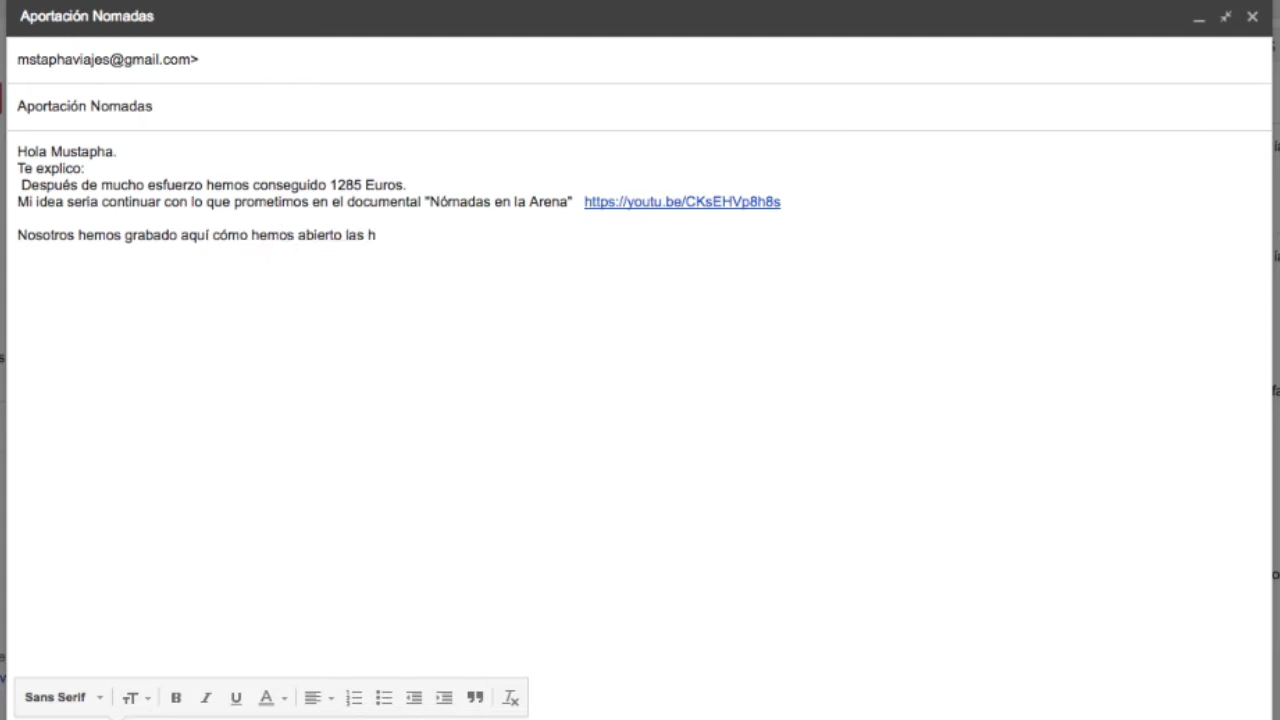 Aportación Nomadas
mstaphaviajes@gmail.com>
Aportación Nomadas
Hola Mustapha.
Te explico:
Después de mucho esfuerzo hemos conseguido 1285 Euros.
Mi idea seria continuar con lo que prometimos en el documental "Nómadas en la Arena" https://youtu.be/CKsEHVp8h8s
Nosotros hemos grabado aquí cómo hemos abierto las h
Sans Serif